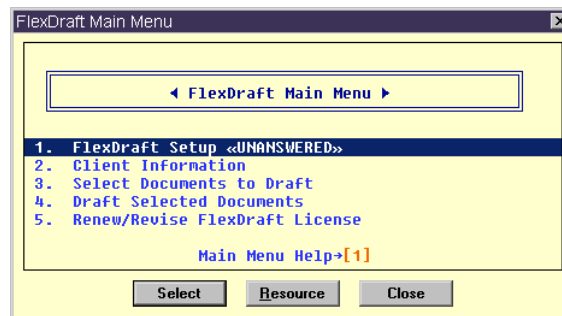 FlexDraft Main Menu
◄ FlexDraft Main Menu ►
1. FlexDraft Setup «UNANSWERED»
2. Client Information
3. Select Documents to Draft
4. Draft Selected Documents
5. Renew/Revise FlexDraft License
Main Menu Help→[1]
Select Resource Close